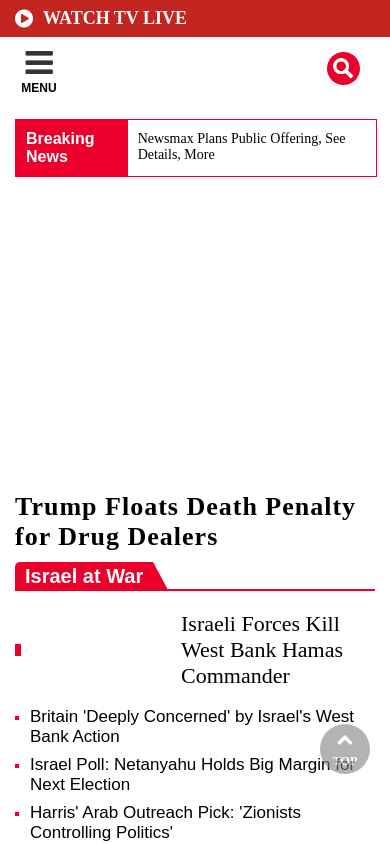 WATCH TV LIVE
MENU
Breaking
News
Newsmax Plans Public Offering, See
Details, More
Trump Floats Death Penalty
for Drug Dealers
Israel at War
Israeli Forces Kill
West Bank Hamas
Commander
Britain 'Deeply Concerned' by Israel's West
Bank Action
Israel Poll: Netanyahu Holds Big Margin for
Next Election
TOP
Harris' Arab Outreach Pick: 'Zionists
Controlling Politics'